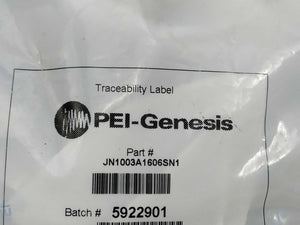 Traceability Label
PEI-Genesis
Part #
JN1003A1606SN1
Batch # 5922901